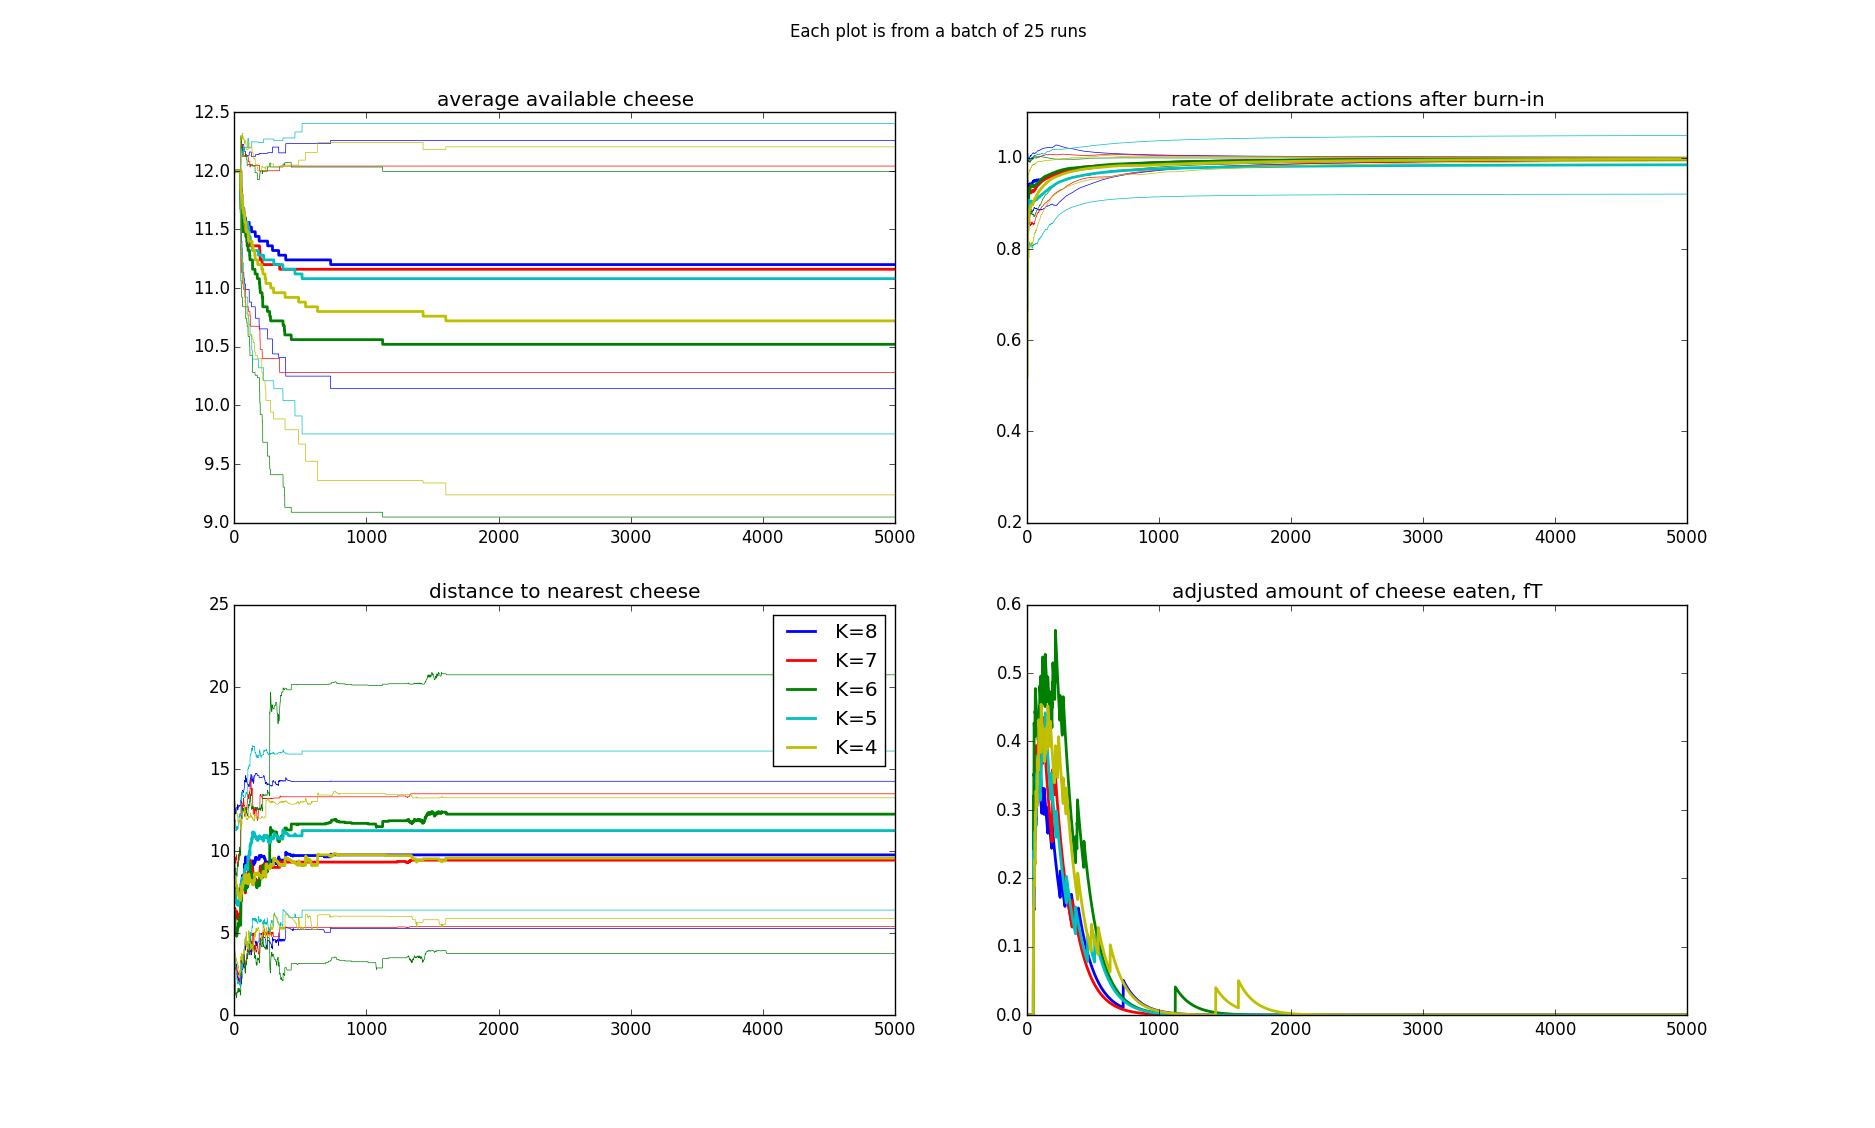 Each plot is from a batch of 25 runs
average available cheese
12.5
12.0
11.5
11.0
10.5
10.0
9.5
9.0
0 1000 2000 3000 4000 5000
rate of delibrate actions after burn-in
1.0
0.8
0.6
0.4
0.2
0 1000 2000 3000 4000 5000
distance to nearest cheese
25
20
15
10
5
0
0 1000 2000 3000 4000 5000
K=8
K=7
K=6
K=5
K=4
adjusted amount of cheese eaten, fT
0.6
0.5
0.4
0.3
0.2
0.1
0.0
0 1000 2000 3000 4000 5000